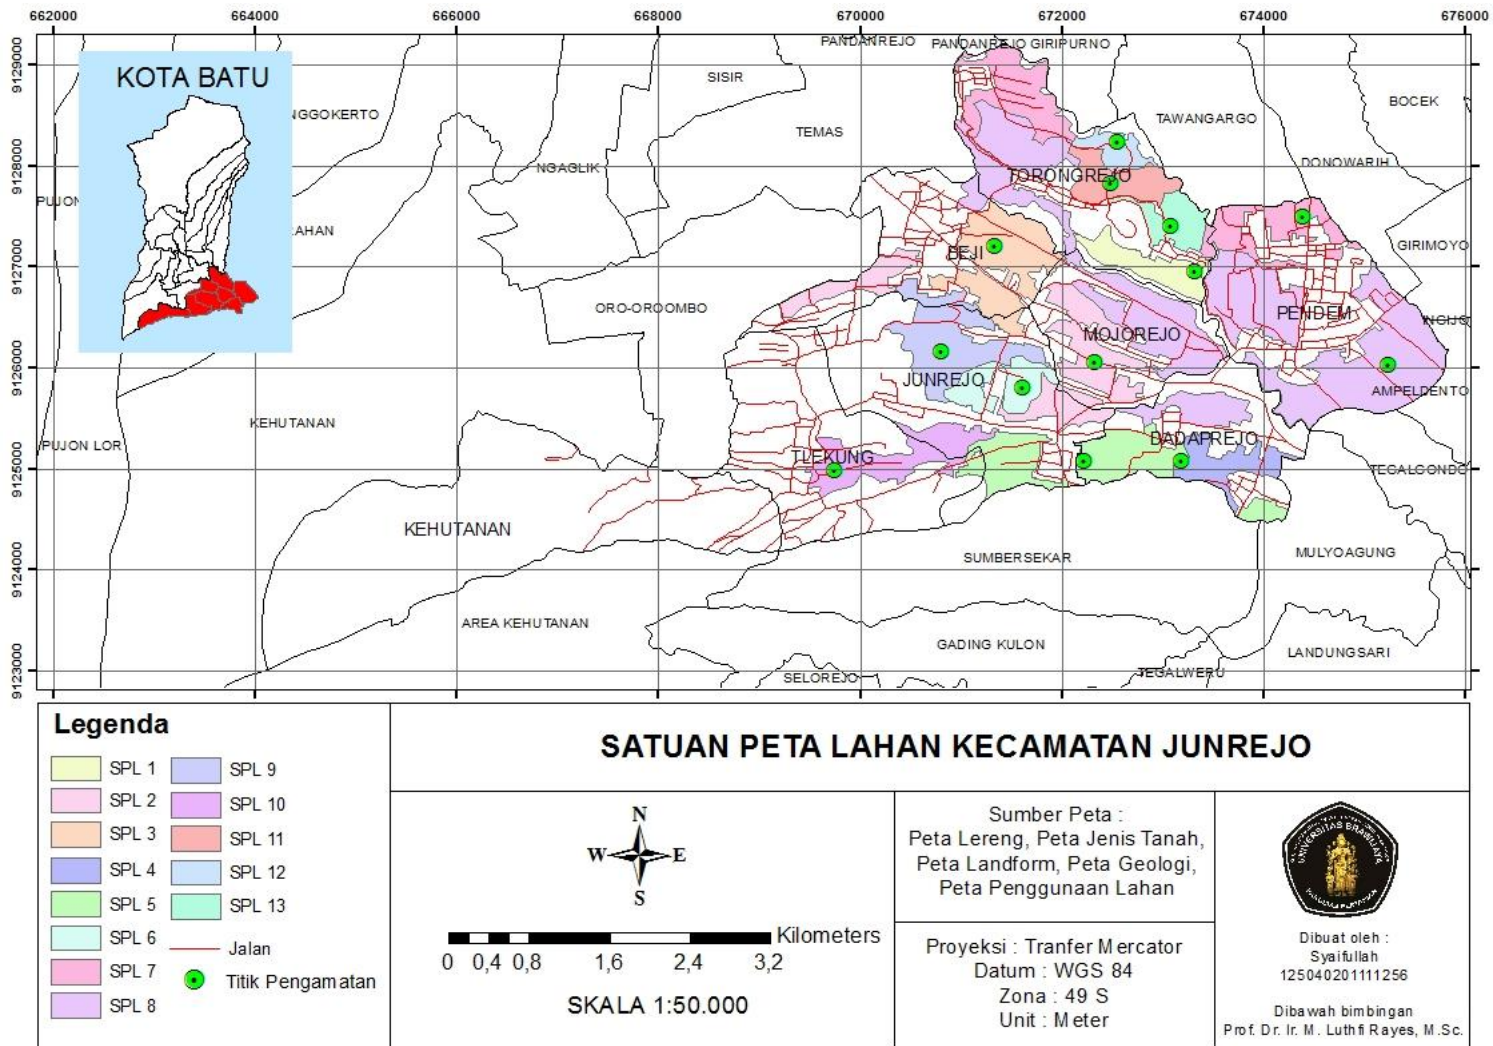 662000
664000
666000
668000
670000
672000
674000
676000
9129000
9128000
9127000
9126000
9125000
9124000
9123000
KOTA BATU
PANDANREJO
PANDANREJO GIRIPURNO
SISIR
BOCEK
NGGOKERTO
TEMAS
TAWANGARGO
NGAGLIK
DONOWARIH
TORONGREJO
PUJON
RAHAN
GIRIMOYO
BEJI
ORO-OROOMBO
PENDEM
NGIJO
MOJOREJO
JUNREJO
AMPELDENTO
KEHUTANAN
PUJON LOR
DADAPREJO
TLEKUNG
TEGALGONDO
KEHUTANAN
SUMBERSEKAR
MULYOAGUNG
AREA KEHUTANAN
GADING KULON
LANDUNGSARI
SELOREJO
TEGALWERU
Legenda
SPL 1
SPL 2
SPL 3
SPL 4
SPL 5
SPL 6
SPL 7
SPL 8
SPL 9
SPL 10
SPL 11
SPL 12
SPL 13
Jalan
Titik Pengamatan
SATUAN PETA LAHAN KECAMATAN JUNREJO
N
W E
S
Kilometers
0 0,4 0,8 1,6 2,4 3,2
SKALA 1:50.000
Sumber Peta :
Peta Lereng, Peta Jenis Tanah,
Peta Landform, Peta Geologi,
Peta Penggunaan Lahan
Proyeksi : Tranfer Mercator
Datum : WGS 84
Zona : 49 S
Unit : Meter
UNIVERSITAS BRAWIJAYA
Dibuat oleh :
Syaifullah
125040201111256
Dibawah bimbingan
Prof. Dr. Ir. M. Luthfi Rayes, M.Sc.